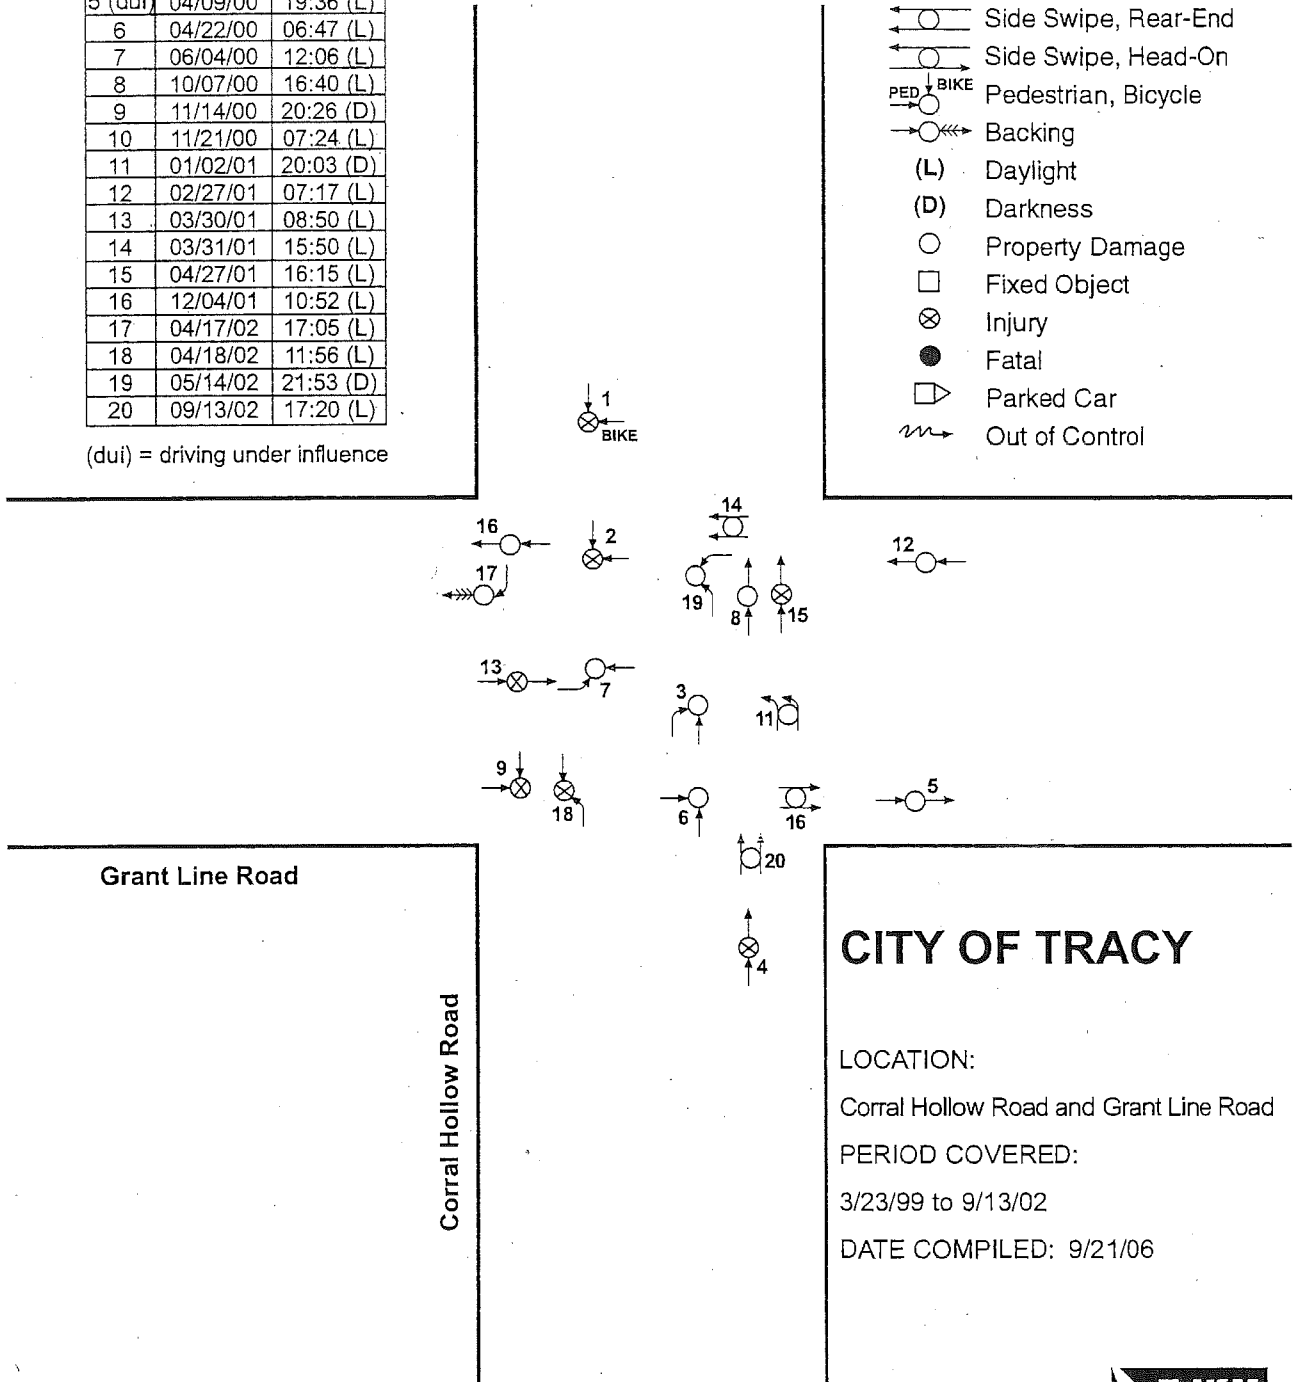 5 (dui) 04/09/00 19:36 (L)
6 04/22/00 06:47 (L)
7 06/04/00 12:06 (L)
8 10/07/00 16:40 (L)
9 11/14/00 20:26 (D)
10 11/21/00 07:24 (L)
11 01/02/01 20:03 (D)
12 02/27/01 07:17 (L)
13 03/30/01 08:50 (L)
14 03/31/01 15:50 (L)
15 04/27/01 16:15 (L)
16 12/04/01 10:52 (L)
17 04/17/02 17:05 (L)
18 04/18/02 11:56 (L)
19 05/14/02 21:53 (D)
20 09/13/02 17:20 (L)
(dui) = driving under influence
Side Swipe, Rear-End
Side Swipe, Head-On
PED BIKE Pedestrian, Bicycle
Backing
(L) Daylight
(D) Darkness
Property Damage
Fixed Object
Injury
Fatal
Parked Car
Out of Control
1
BIKE
14
16
2
12
17
19
8
15
13
7
3
11
9
5
18
6
16
20
4
Grant Line Road
Corral Hollow Road
CITY OF TRACY
LOCATION:
Corral Hollow Road and Grant Line Road
PERIOD COVERED:
3/23/99 to 9/13/02
DATE COMPILED: 9/21/06